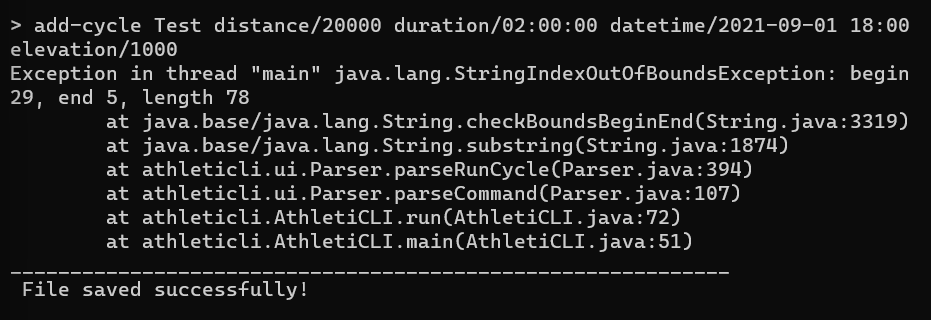 > add-cycle Test distance/20000 duration/02:00:00 datetime/2021-09-01 18:00
elevation/1000
Exception in thread "main" java.lang.StringIndexOutOfBoundsException: begin
29, end 5, length 78
        at java.base/java.lang.String.checkBoundsBeginEnd(String.java:3319)
        at java.base/java.lang.String.substring(String.java:1874)
        at athleticli.ui.Parser.parseRunCycle(Parser.java:394)
        at athleticli.ui.Parser.parseCommand(Parser.java:107)
        at athleticli.AthletiCLI.run(AthletiCLI.java:72)
        at athleticli.AthletiCLI.main(AthletiCLI.java:51)
____________________________________________________________
 File saved successfully!